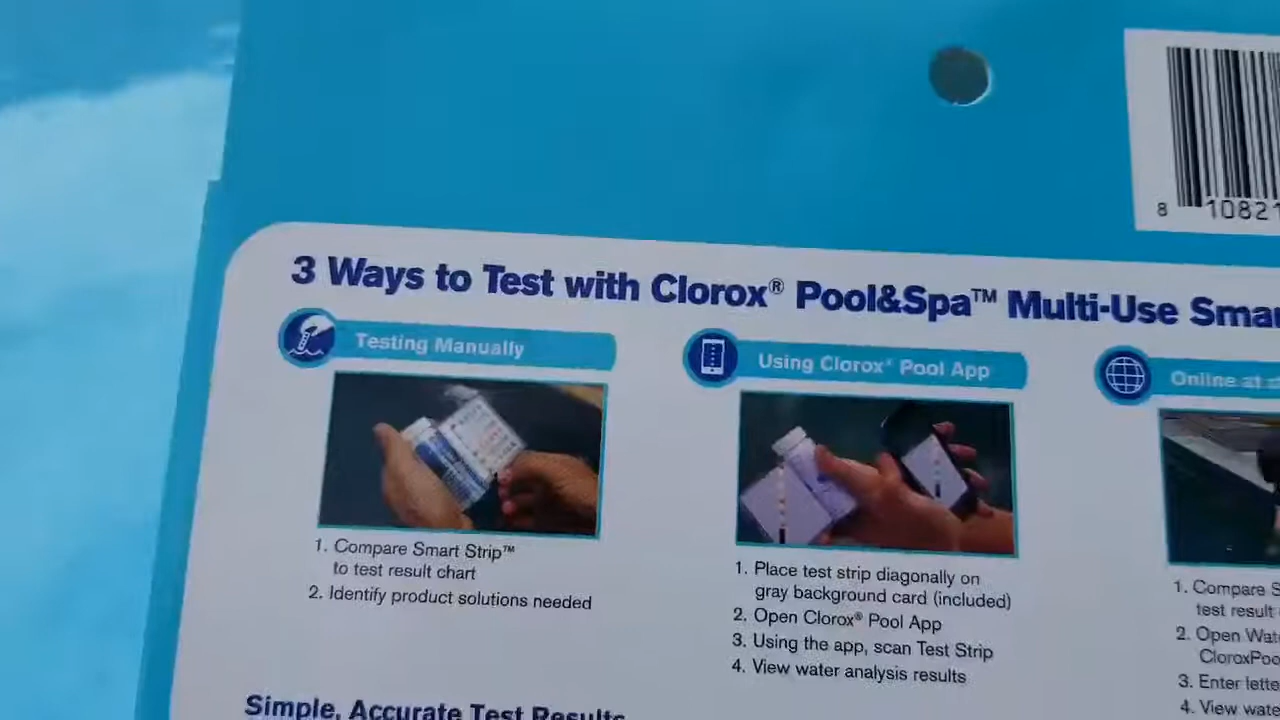 8 10821
3 Ways to Test with Clorox® Pool&Spa™ Multi-Use
Testing Manually
1. Compare Smart Strip™
to test result chart
2. Identify product solutions needed
Using Clorox® Pool App
1. Place test strip diagonally on
gray background card (included)
2. Open Clorox® Pool App
3. Using the app, scan Test Strip
4. View water analysis results
Online at
1. Compare
test result
2. Open
3. Enter
4. View
Simple, Accurate Test Results